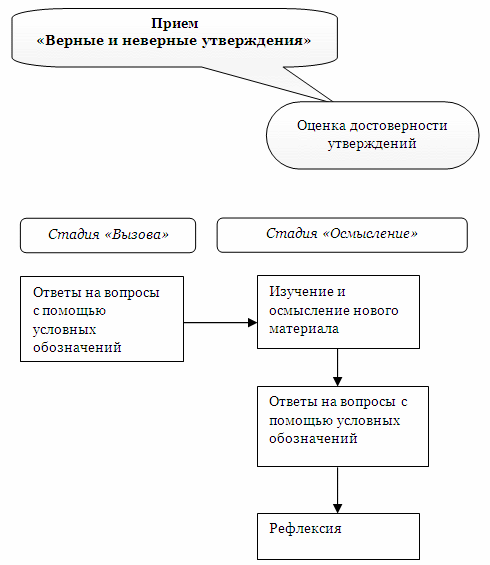 Прием
«Верные и неверные утверждения»
Оценка достоверности
утверждений
Стадия «Вызова»
Стадия «Осмысление»
Ответы на вопросы
с помощью
условных
обозначений
Изучение и
осмысление нового
материала
Ответы на вопросы с
помощью условных
обозначений
Рефлексия